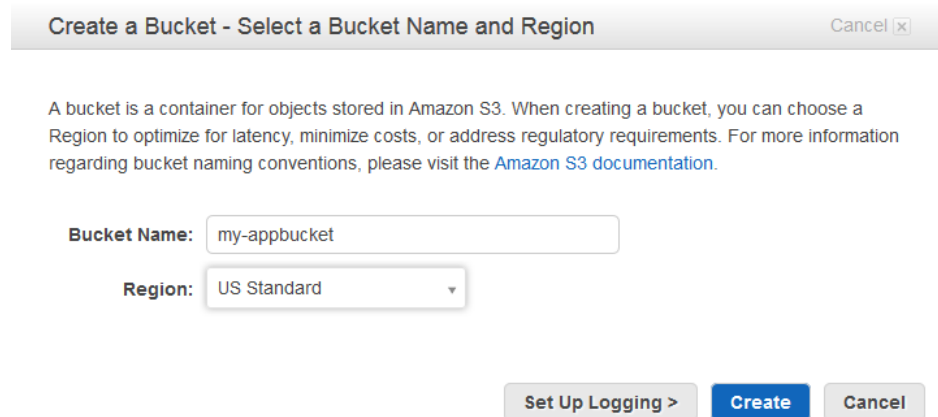 Create a Bucket - Select a Bucket Name and Region
Cancel x
A bucket is a container for objects stored in Amazon S3. When creating a bucket, you can choose a
Region to optimize for latency, minimize costs, or address regulatory requirements. For more information
regarding bucket naming conventions, please visit the Amazon S3 documentation.
Bucket Name: my-appbucket
Region: US Standard
Set Up Logging > Create Cancel